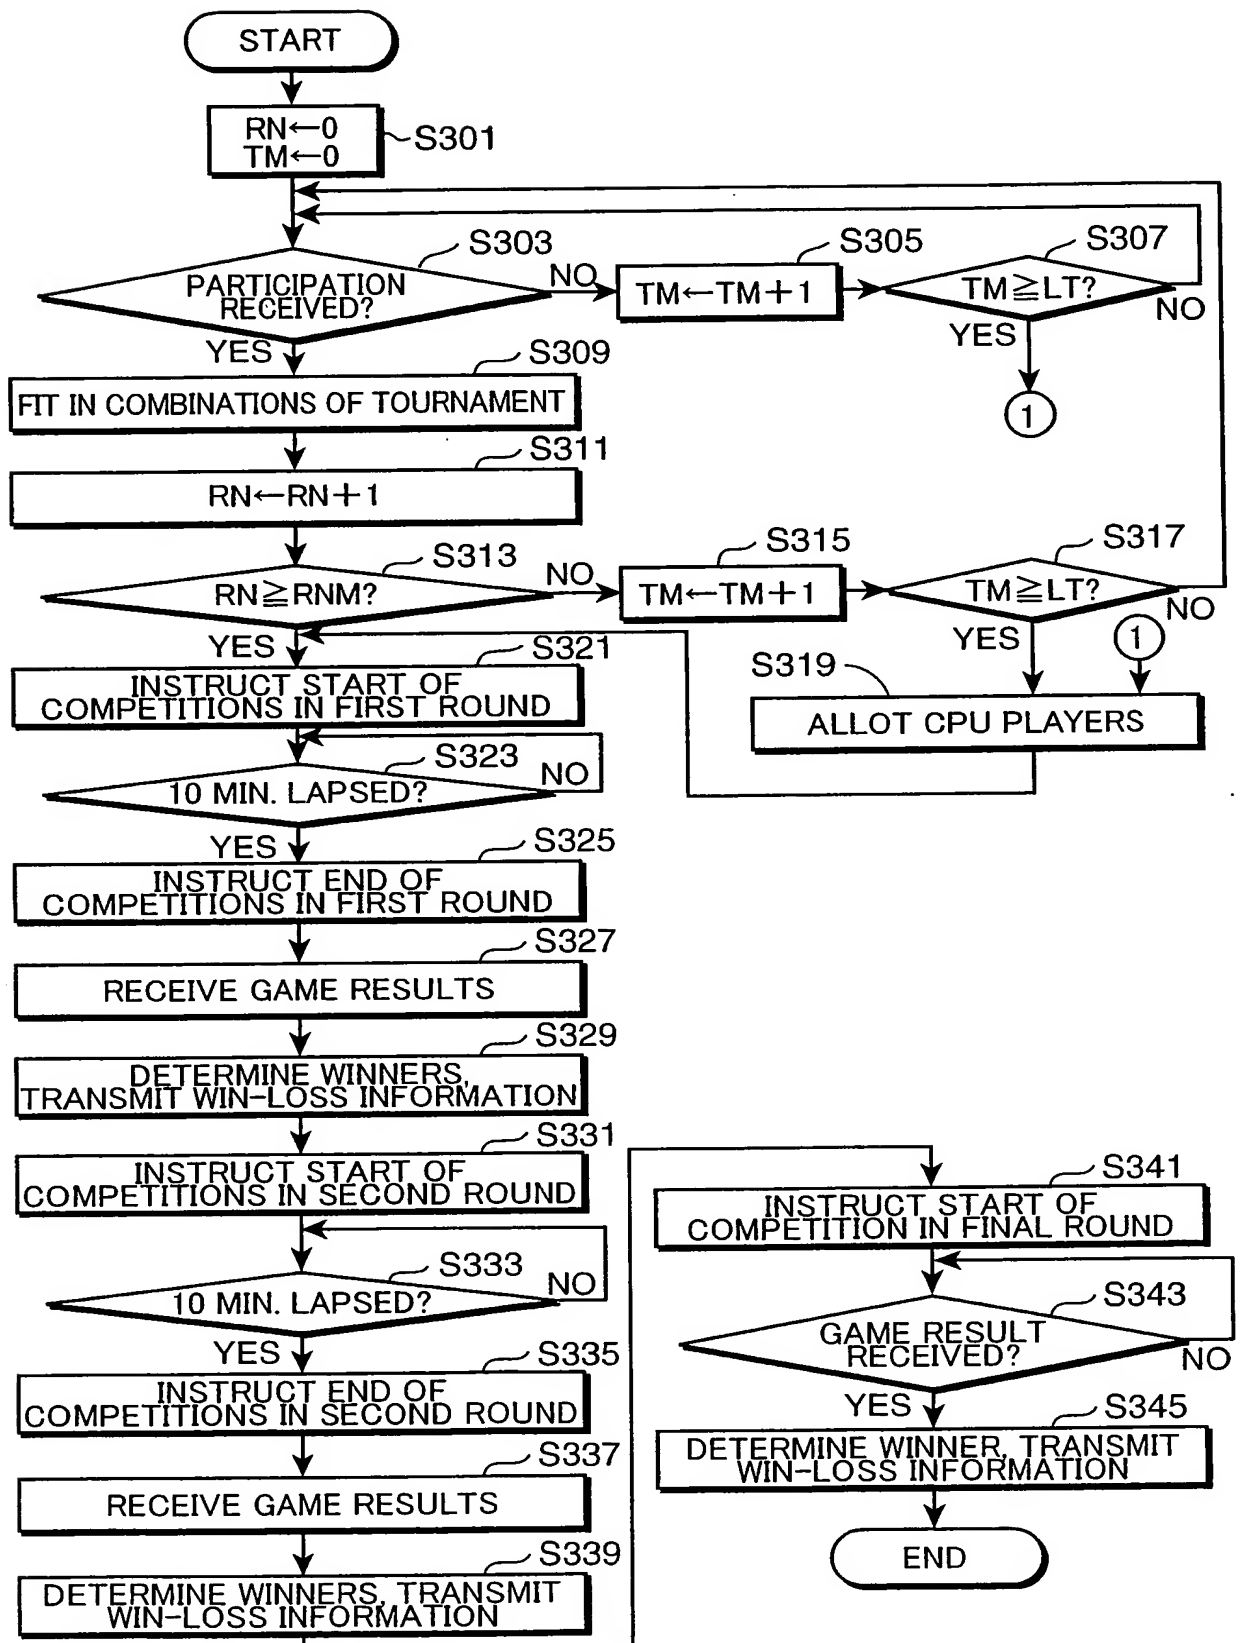 START
RN←0
TM←0
S301
S303
PARTICIPATION
RECEIVED?
NO
YES
S305
TM←TM+1
S307
TM≧LT?
NO
YES
1
S309
FIT IN COMBINATIONS OF TOURNAMENT
S311
RN←RN+1
S313
RN≧RNM?
NO
YES
S315
TM←TM+1
S317
TM≧LT?
NO
YES
1
S319
ALLOT CPU PLAYERS
S321
INSTRUCT START OF
COMPETITIONS IN FIRST ROUND
S323
10 MIN. LAPSED?
NO
YES
S325
INSTRUCT END OF
COMPETITIONS IN FIRST ROUND
S327
RECEIVE GAME RESULTS
S329
DETERMINE WINNERS,
TRANSMIT WIN-LOSS INFORMATION
S331
INSTRUCT START OF
COMPETITIONS IN SECOND ROUND
S333
10 MIN. LAPSED?
NO
YES
S335
INSTRUCT END OF
COMPETITIONS IN SECOND ROUND
S337
RECEIVE GAME RESULTS
S339
DETERMINE WINNERS, TRANSMIT
WIN-LOSS INFORMATION
S341
INSTRUCT START OF
COMPETITION IN FINAL ROUND
S343
GAME RESULT
RECEIVED?
NO
YES
S345
DETERMINE WINNER, TRANSMIT
WIN-LOSS INFORMATION
END